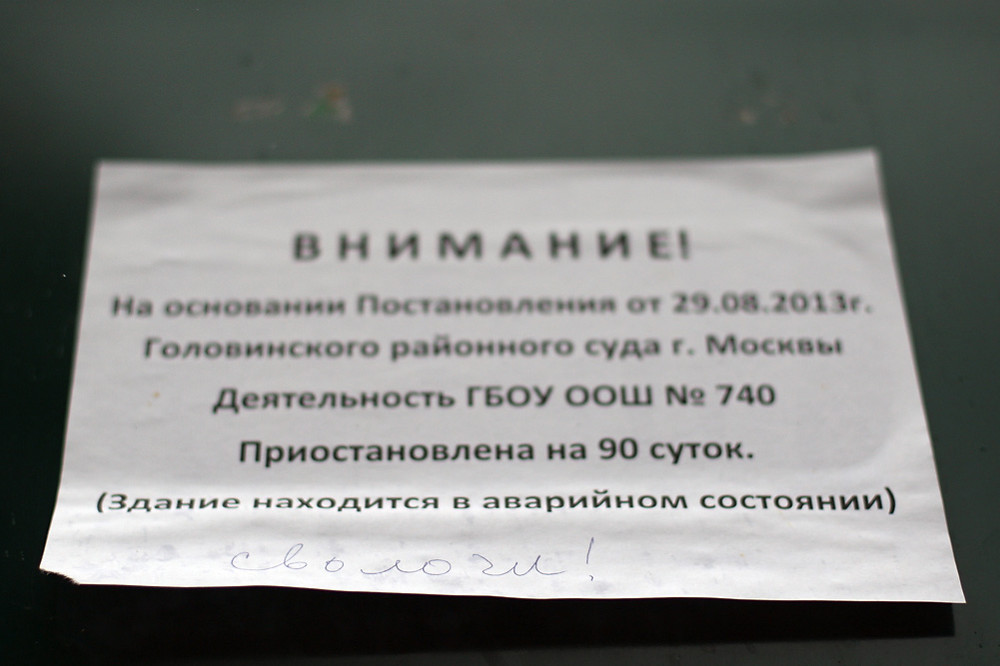 ВНИМАНИЕ!
На основании Постановления от 29.08.2013г.
Головинского районного суда г. Москвы
Деятельность ГБОУ ООШ № 740
Приостановлена на 90 суток.
(Здание находится в аварийном состоянии)
сволочи!